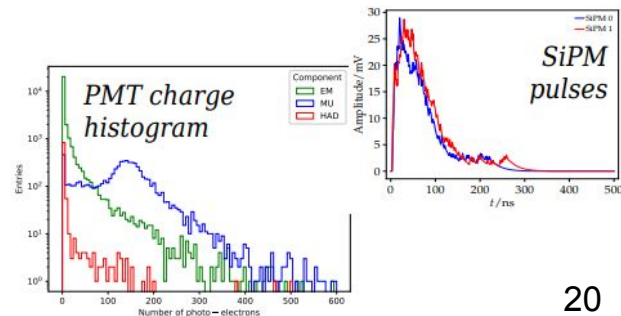 PMT charge
histogram
Component
EM
MU
HAD
Entries
10⁴
10³
10²
10¹
10⁰
0 100 200 300 400 500 600
Number of photo−electrons
SiPM 0
SiPM 1
SiPM
pulses
Amplitude/mV
30
25
20
15
10
5
0
0 100 200 300 400 500
t/ns
20